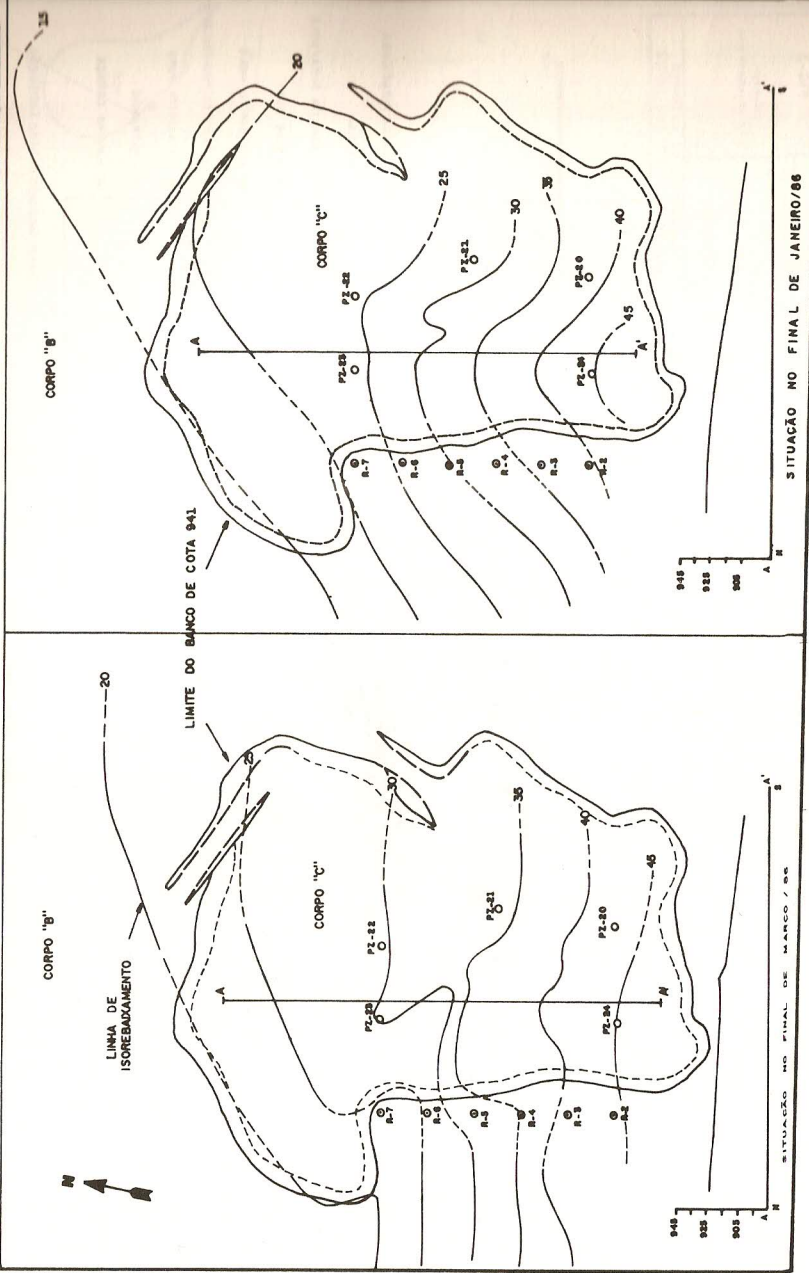 15
20
CORPO "B"
CORPO "C"
A
25
30
35
40
45
PZ-22
PZ-21
PZ-20
PZ-23
PZ-24
A'
R-7
R-6
R-5
R-4
R-3
R-2
945
925
905
A
N
A'
S
SITUAÇÃO NO FINAL DE JANEIRO/86
LIMITE DO BANCO DE COTA 941
20
CORPO "B"
LINHA DE
ISOREBAIXAMENTO
N
25
30
35
40
45
CORPO "C"
A
PZ-22
PZ-21
PZ-20
PZ-23
PZ-24
A'
R-7
R-6
R-5
R-4
R-3
R-2
945
925
905
A
N
A'
S
SITUAÇÃO NO FINAL DE MARCO / 86